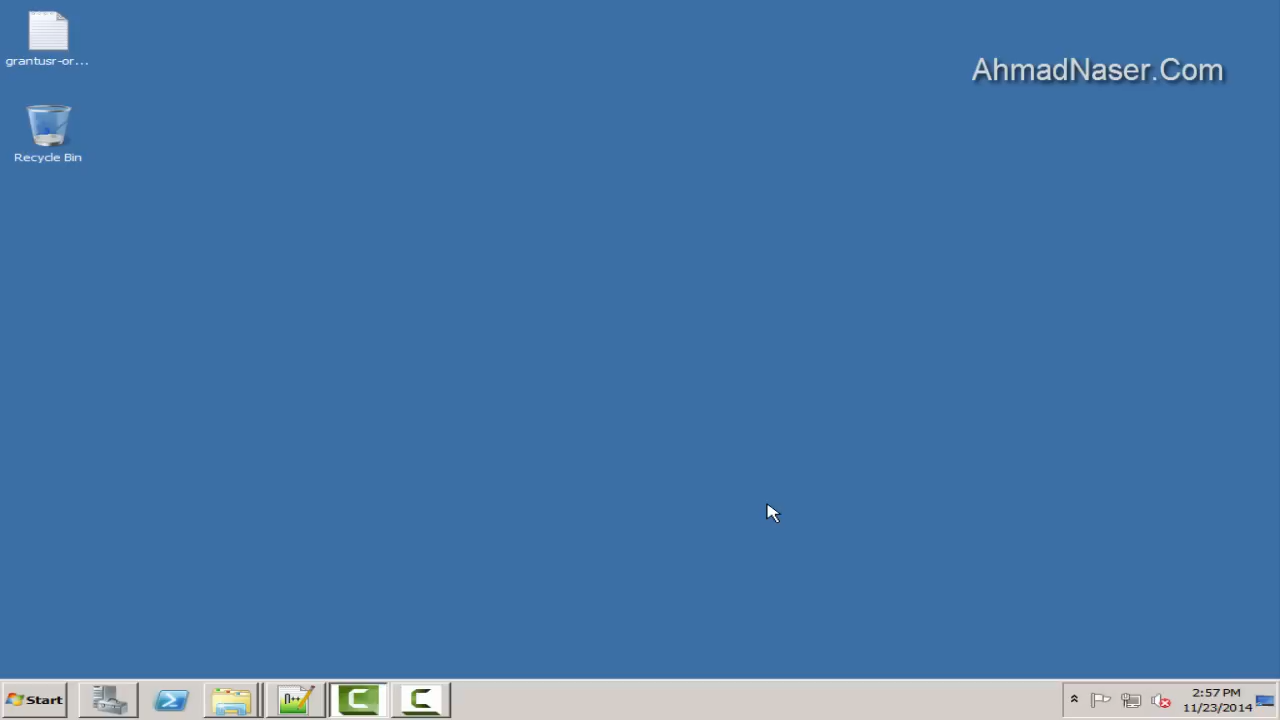 grantusr-or...
AhmadNaser.Com
Recycle Bin
Start
n++
2:57 PM
11/23/2014